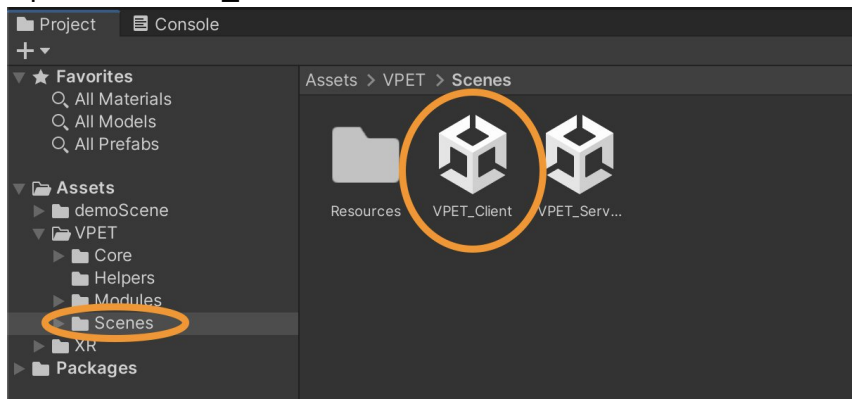 Project Console
Favorites
All Materials
All Models
All Prefabs
Assets
demoScene
VPET
Core
Helpers
Modules
Scenes
XR
Packages
Assets > VPET > Scenes
Resources VPET_Client VPET_Serv...